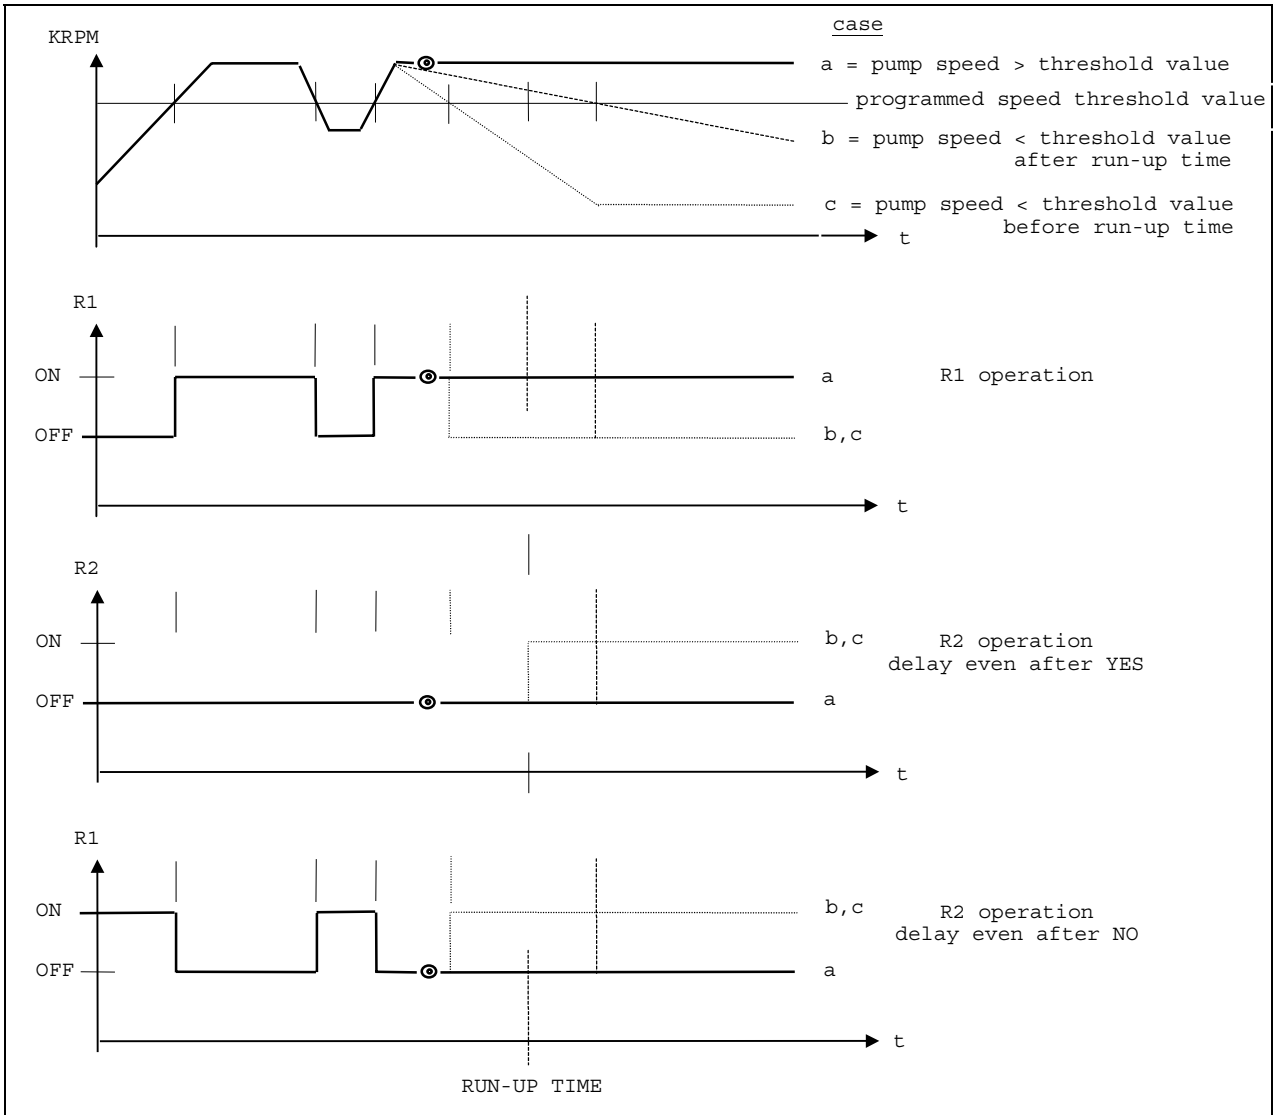 case
KRPM
a = pump speed > threshold value
programmed speed threshold value
b = pump speed < threshold value
after run-up time
c = pump speed < threshold value
before run-up time
t
R1
ON
a
R1 operation
OFF
b,c
t
R2
ON
b,c
R2 operation
delay even after YES
OFF
a
t
R1
ON
b,c
R2 operation
delay even after NO
OFF
a
t
RUN-UP TIME